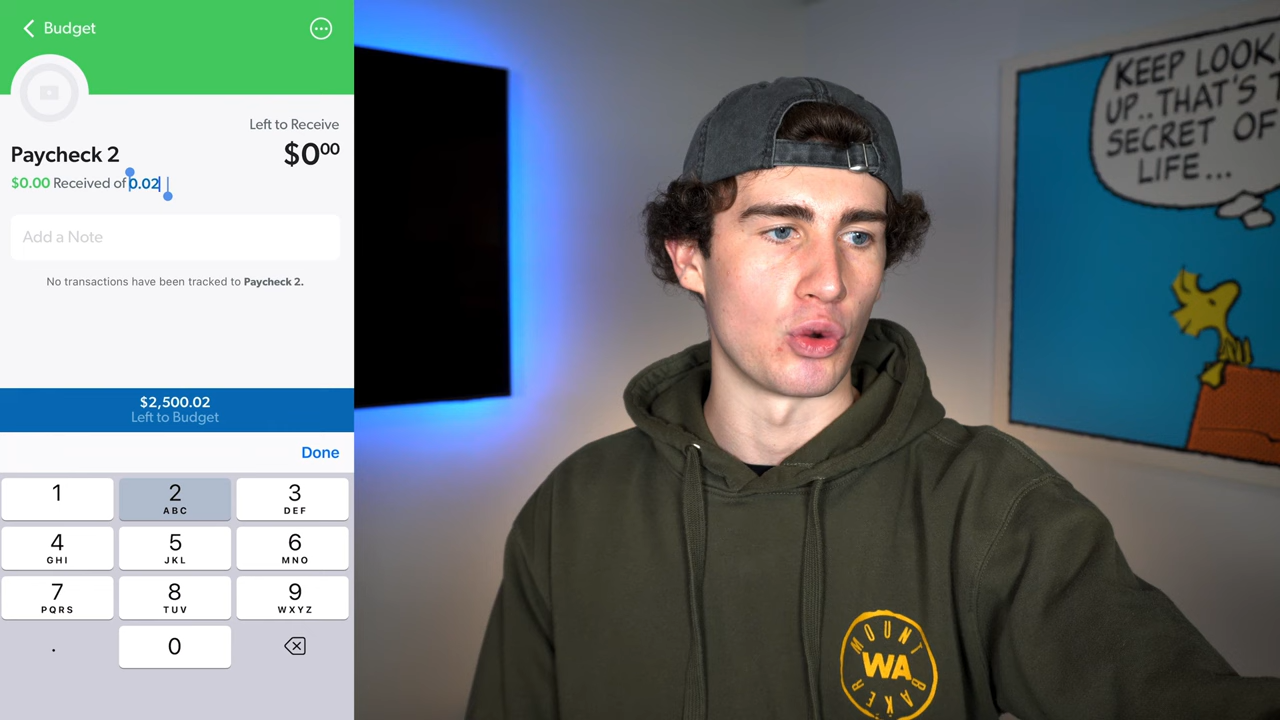 Budget
Left to Receive
Paycheck 2
$0⁰⁰
$0.00 Received of 0.02
Add a Note
No transactions have been tracked to Paycheck 2.
$2,500.02
Left to Budget
Done
1
2
ABC
3
DEF
4
GHI
5
JKL
6
MNO
7
PQRS
8
TUV
9
WXYZ
.
0
KEEP LOOK
UP..THAT'S T
SECRET OF
LIFE...
MOUNT
WA
BAKER